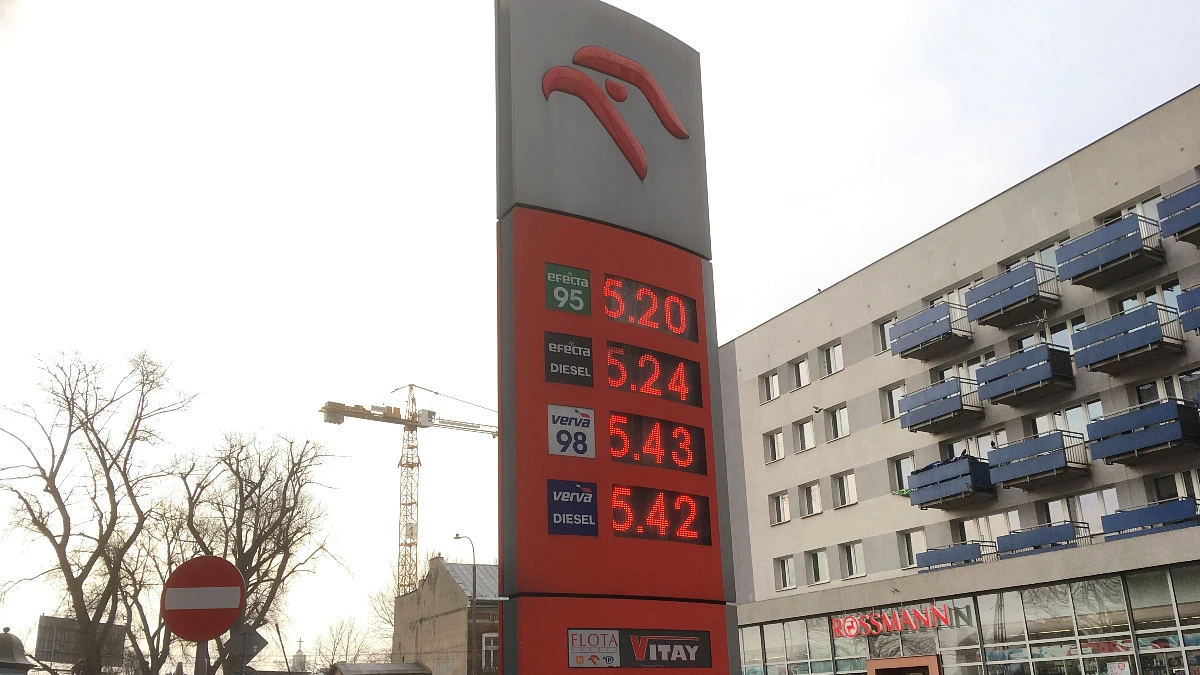 efecta
95
5.20
efecta
DIESEL
5.24
verva
98
5.43
verva
DIESEL
5.42
FLOTA
VITAY
ROSSMANN